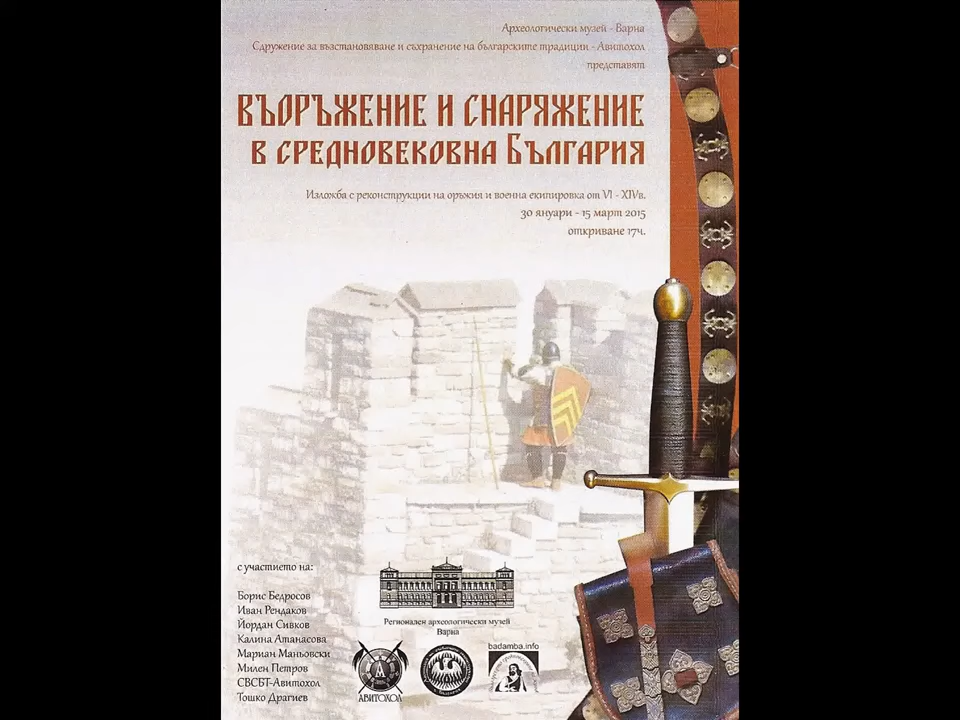 Археологически музей - Варна
Сдружение за възстановяване и съхранение на българските традиции - Авитохол
представят
ВЪОРЪЖЕНИЕ И СНАРЯЖЕНИЕ
В СРЕДНОВЕКОВНА БЪЛГАРИЯ
Изложба с реконструкции на оръжия и военна екипировка от VI - XIVв.
30 януари - 15 март 2015
откриване 17ч.
с участието на:
Борис Бедросов
Иван Рендаков
Йордан Сивков
Калина Атанасова
Мариан Маньовски
Милен Петров
СВСБТ-Авитохол
Тошко Драгиев
Регионален археологически музей
Варна
АВИТОХОЛ
badamba.info